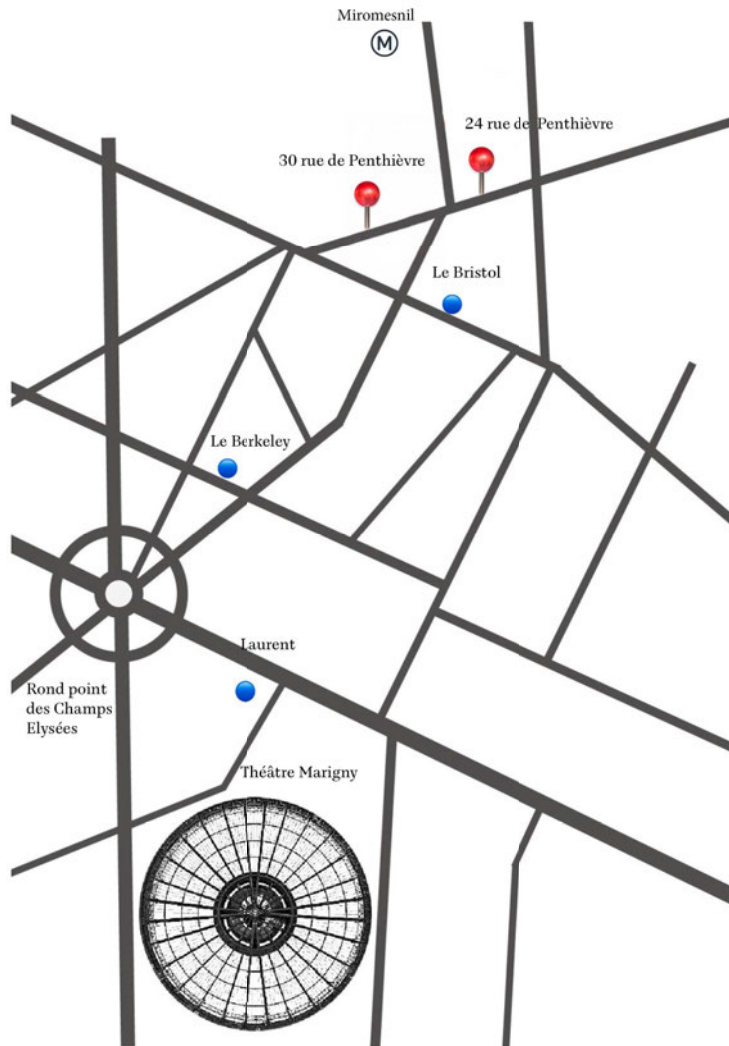 Miromesnil
M
24 rue de Penthièvre
30 rue de Penthièvre
Le Bristol
Le Berkeley
Laurent
Rond point
des Champs
Elysées
Théâtre Marigny